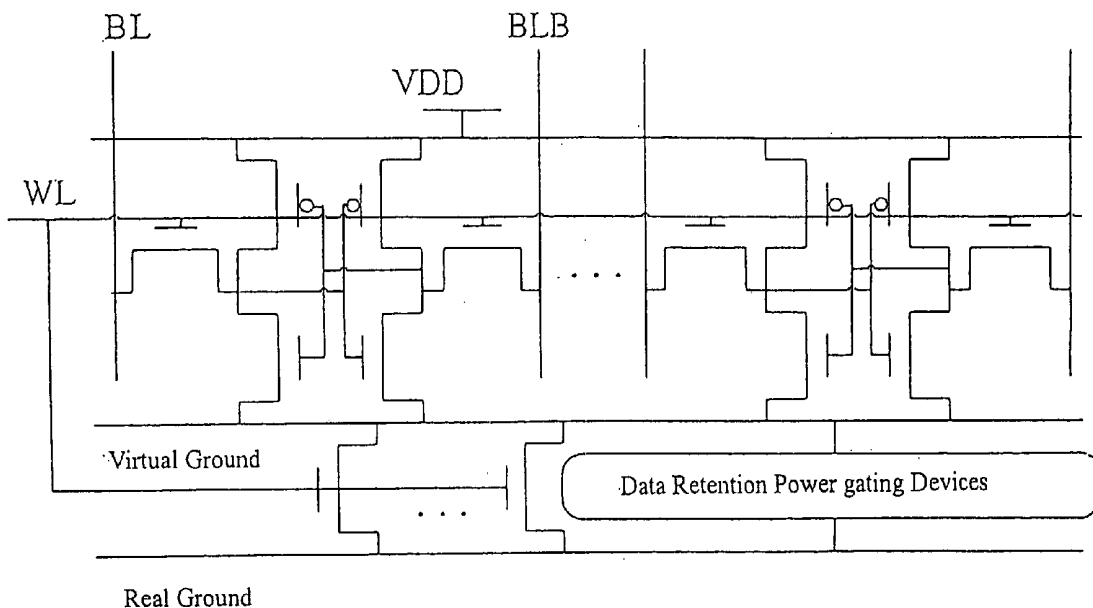 BL
BLB
VDD
WL
. . .
Virtual Ground
Data Retention Power gating Devices
. . .
Real Ground